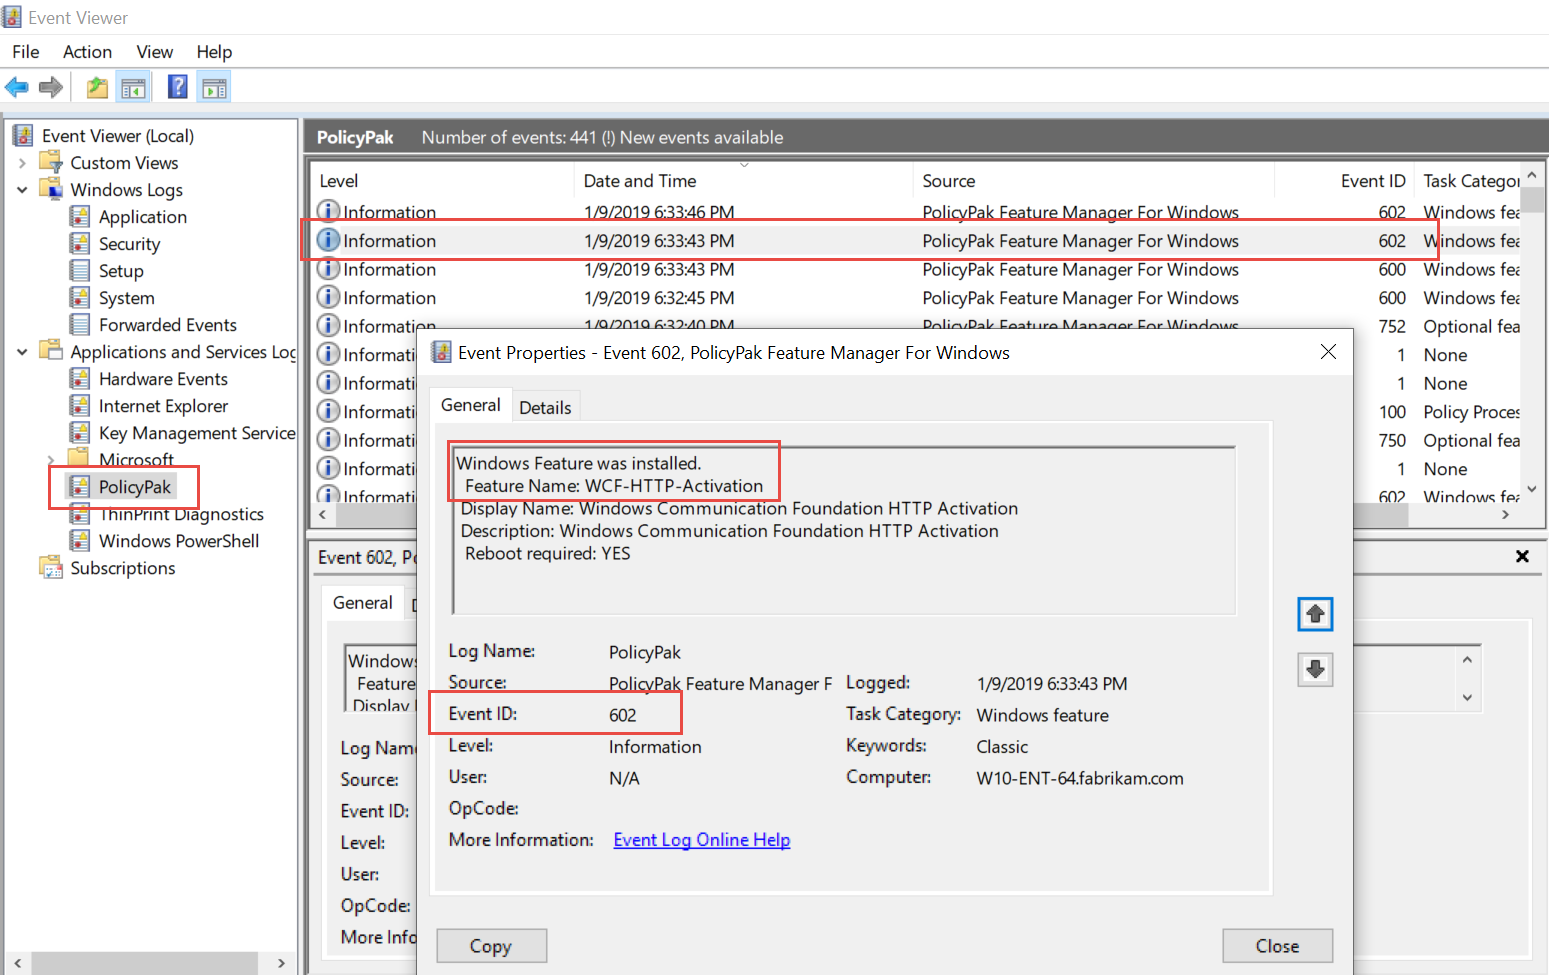 Event Viewer
File Action View Help
Event Viewer (Local)
Custom Views
Windows Logs
Application
Security
Setup
System
Forwarded Events
Applications and Services Log
Hardware Events
Internet Explorer
Key Management Service
Microsoft
PolicyPak
ThinPrint Diagnostics
Windows PowerShell
Subscriptions
PolicyPak Number of events: 441 (!) New events available
Level Date and Time Source Event ID Task Categor
Information 1/9/2019 6:33:46 PM PolicyPak Feature Manager For Windows 602 Windows fea
Information 1/9/2019 6:33:43 PM PolicyPak Feature Manager For Windows 602 Windows fea
Information 1/9/2019 6:33:43 PM PolicyPak Feature Manager For Windows 600 Windows fea
Information 1/9/2019 6:32:45 PM PolicyPak Feature Manager For Windows 600 Windows fea
Information 1/9/2019 6:32:40 PM PolicyPak Feature Manager For Windows 752 Optional fea
Informati 1 None
Informati 1 None
Informati 100 Policy Proces
Informati 750 Optional fea
Informati 1 None
Informati 602 Windows fea
Event Properties - Event 602, PolicyPak Feature Manager For Windows
General Details
Windows Feature was installed.
Feature Name: WCF-HTTP-Activation
Display Name: Windows Communication Foundation HTTP Activation
Description: Windows Communication Foundation HTTP Activation
Reboot required: YES
Log Name: PolicyPak
Source: PolicyPak Feature Manager F Logged: 1/9/2019 6:33:43 PM
Event ID: 602 Task Category: Windows feature
Level: Information Keywords: Classic
User: N/A Computer: W10-ENT-64.fabrikam.com
OpCode:
More Information: Event Log Online Help
Copy Close
Event 602, Po
General
Windows
Feature
Display
Log Name
Source:
Event ID:
Level:
User:
OpCode:
More Info